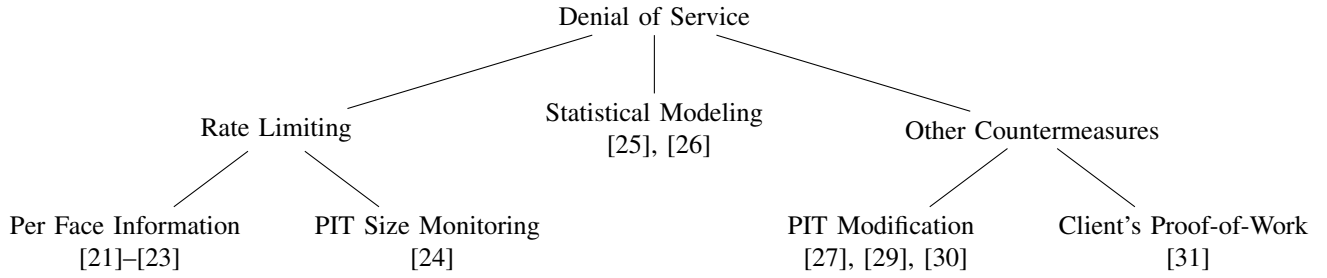 Denial of Service
Rate Limiting
Statistical Modeling
[25], [26]
Other Countermeasures
Per Face Information
[21]–[23]
PIT Size Monitoring
[24]
PIT Modification
[27], [29], [30]
Client's Proof-of-Work
[31]